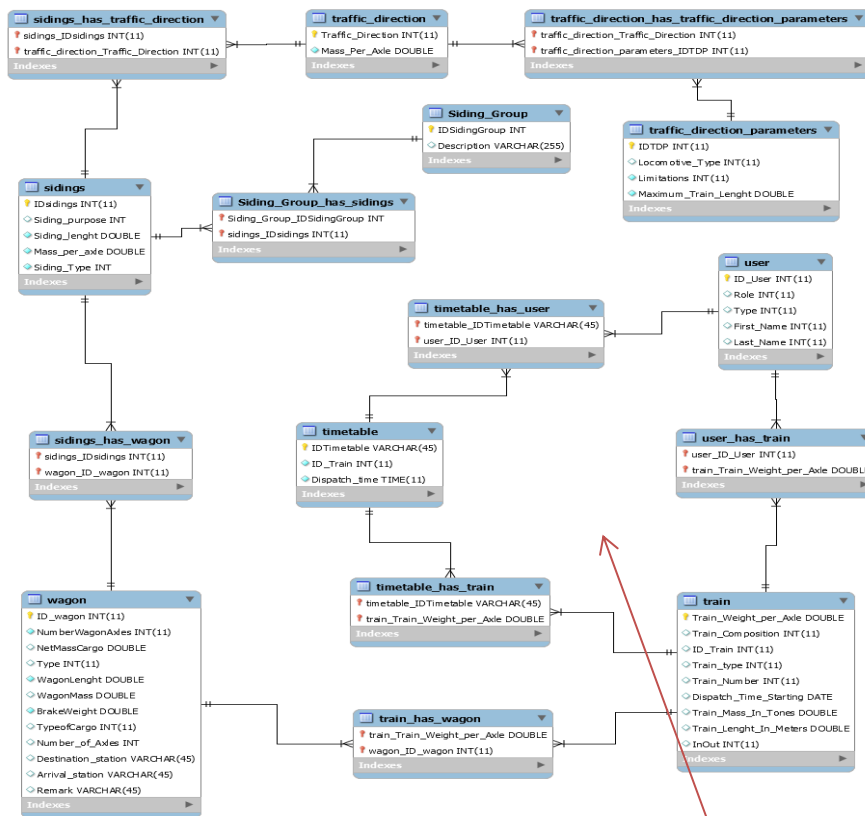 sidings_has_traffic_direction
sidings_IDsidings INT(11)
traffic_direction_Traffic_Direction INT(11)
Indexes
traffic_direction
Traffic_Direction INT(11)
Mass_Per_Axle DOUBLE
Indexes
traffic_direction_has_traffic_direction_parameters
traffic_direction_Traffic_Direction INT(11)
traffic_direction_parameters_IDTDP INT(11)
Indexes
Siding_Group
IDSidingGroup INT
Description VARCHAR(255)
Indexes
traffic_direction_parameters
IDTDP INT(11)
Locomotive_Type INT(11)
Limitations INT(11)
Maximum_Train_Lenght DOUBLE
Indexes
sidings
IDsidings INT(11)
Siding_purpose INT
Siding_lenght DOUBLE
Mass_per_axle DOUBLE
Siding_Type INT
Indexes
Siding_Group_has_sidings
Siding_Group_IDSidingGroup INT
sidings_IDsidings INT(11)
Indexes
user
ID_User INT(11)
Role INT(11)
Type INT(11)
First_Name INT(11)
Last_Name INT(11)
Indexes
timetable_has_user
timetable_IDTimetable VARCHAR(45)
user_ID_User INT(11)
Indexes
sidings_has_wagon
sidings_IDsidings INT(11)
wagon_ID_wagon INT(11)
Indexes
timetable
IDTimetable VARCHAR(45)
ID_Train INT(11)
Dispatch_time TIME(11)
Indexes
user_has_train
user_ID_User INT(11)
train_Train_Weight_per_Axle DOUBL
Indexes
timetable_has_train
timetable_IDTimetable VARCHAR(45)
train_Train_Weight_per_Axle DOUBLE
Indexes
wagon
ID_wagon INT(11)
NumberWagonAxles INT(11)
NetMassCargo DOUBLE
Type INT(11)
WagonLenght DOUBLE
WagonMass DOUBLE
BrakeWeight DOUBLE
TypeofCargo INT(11)
Number_of_Axles INT
Destination_station VARCHAR(45)
Arrival_station VARCHAR(45)
Remark VARCHAR(45)
Indexes
train
Train_Weight_per_Axle DOUBLE
Train_Composition INT(11)
ID_Train INT(11)
Train_type INT(11)
Train_Number INT(11)
Dispatch_Time_Starting DATE
Train_Mass_In_Tones DOUBLE
Train_Lenght_In_Meters DOUBLE
InOut INT(11)
Indexes
train_has_wagon
train_Train_Weight_per_Axle DOUBLE
wagon_ID_wagon INT(11)
Indexes